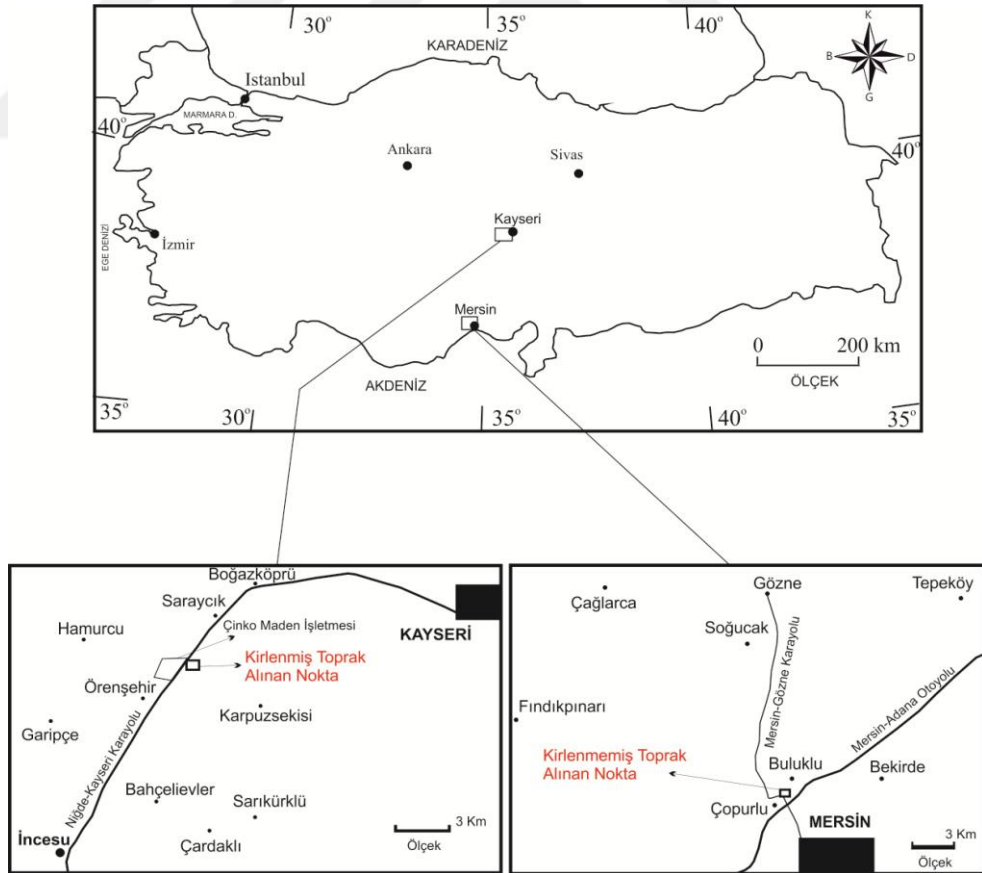 30°
35°
40°
K
B
D
G
KARADENİZ
Istanbul
MARMARA D.
40°
40°
Ankara
Sivas
Kayseri
EGE DENİZİ
İzmir
Mersin
0
200 km
ÖLÇEK
AKDENİZ
35°
30°
35°
40°
35°
Boğazköprü
Saraycık
Çinko Maden İşletmesi
KAYSERİ
Hamurcu
Kirlenmiş Toprak
Alınan Nokta
Örenşehir
Karpuzsekisi
Garipçe
Niğde-Kayseri Karayolu
Bahçelievler
Sarıkürklü
İncesu
Çardaklı
3 Km
Ölçek
Gözne
Tepeköy
Çağlarca
Soğucak
Mersin-Gözne Karayolu
Mersin-Adana Otoyolu
Fındıkpınarı
Kirlenmemiş Toprak
Alınan Nokta
Buluklu
Bekirde
Çopurlu
MERSİN
3 Km
Ölçek